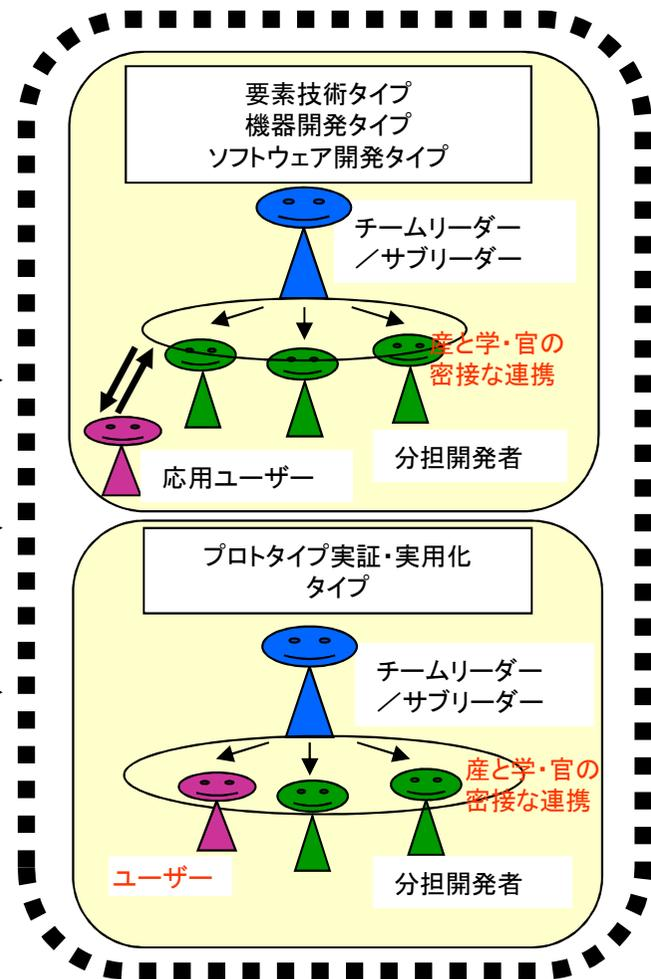 要素技術タイプ
機器開発タイプ
ソフトウェア開発タイプ
チームリーダー
／サブリーダー
産と学・官の
密接な連携
分担開発者
応用ユーザー
プロトタイプ実証・実用化
タイプ
チームリーダー
／サブリーダー
産と学・官の
密接な連携
ユーザー
分担開発者